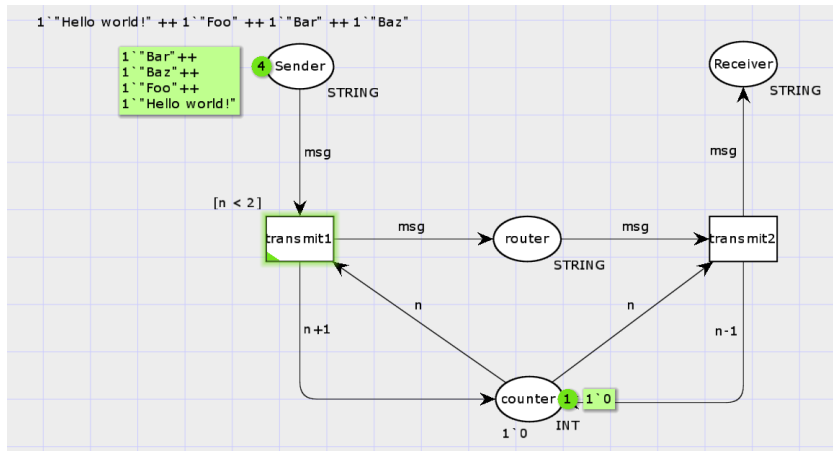 1`"Hello world!" ++ 1`"Foo" ++ 1`"Bar" ++ 1`"Baz"
1`"Bar"++
1`"Baz"++
1`"Foo"++
1`"Hello world!"
4
Sender
STRING
Receiver
STRING
msg
msg
[n < 2]
transmit1
msg
router
STRING
msg
transmit2
n
n
n+1
n-1
counter
1
1`0
1`0
INT